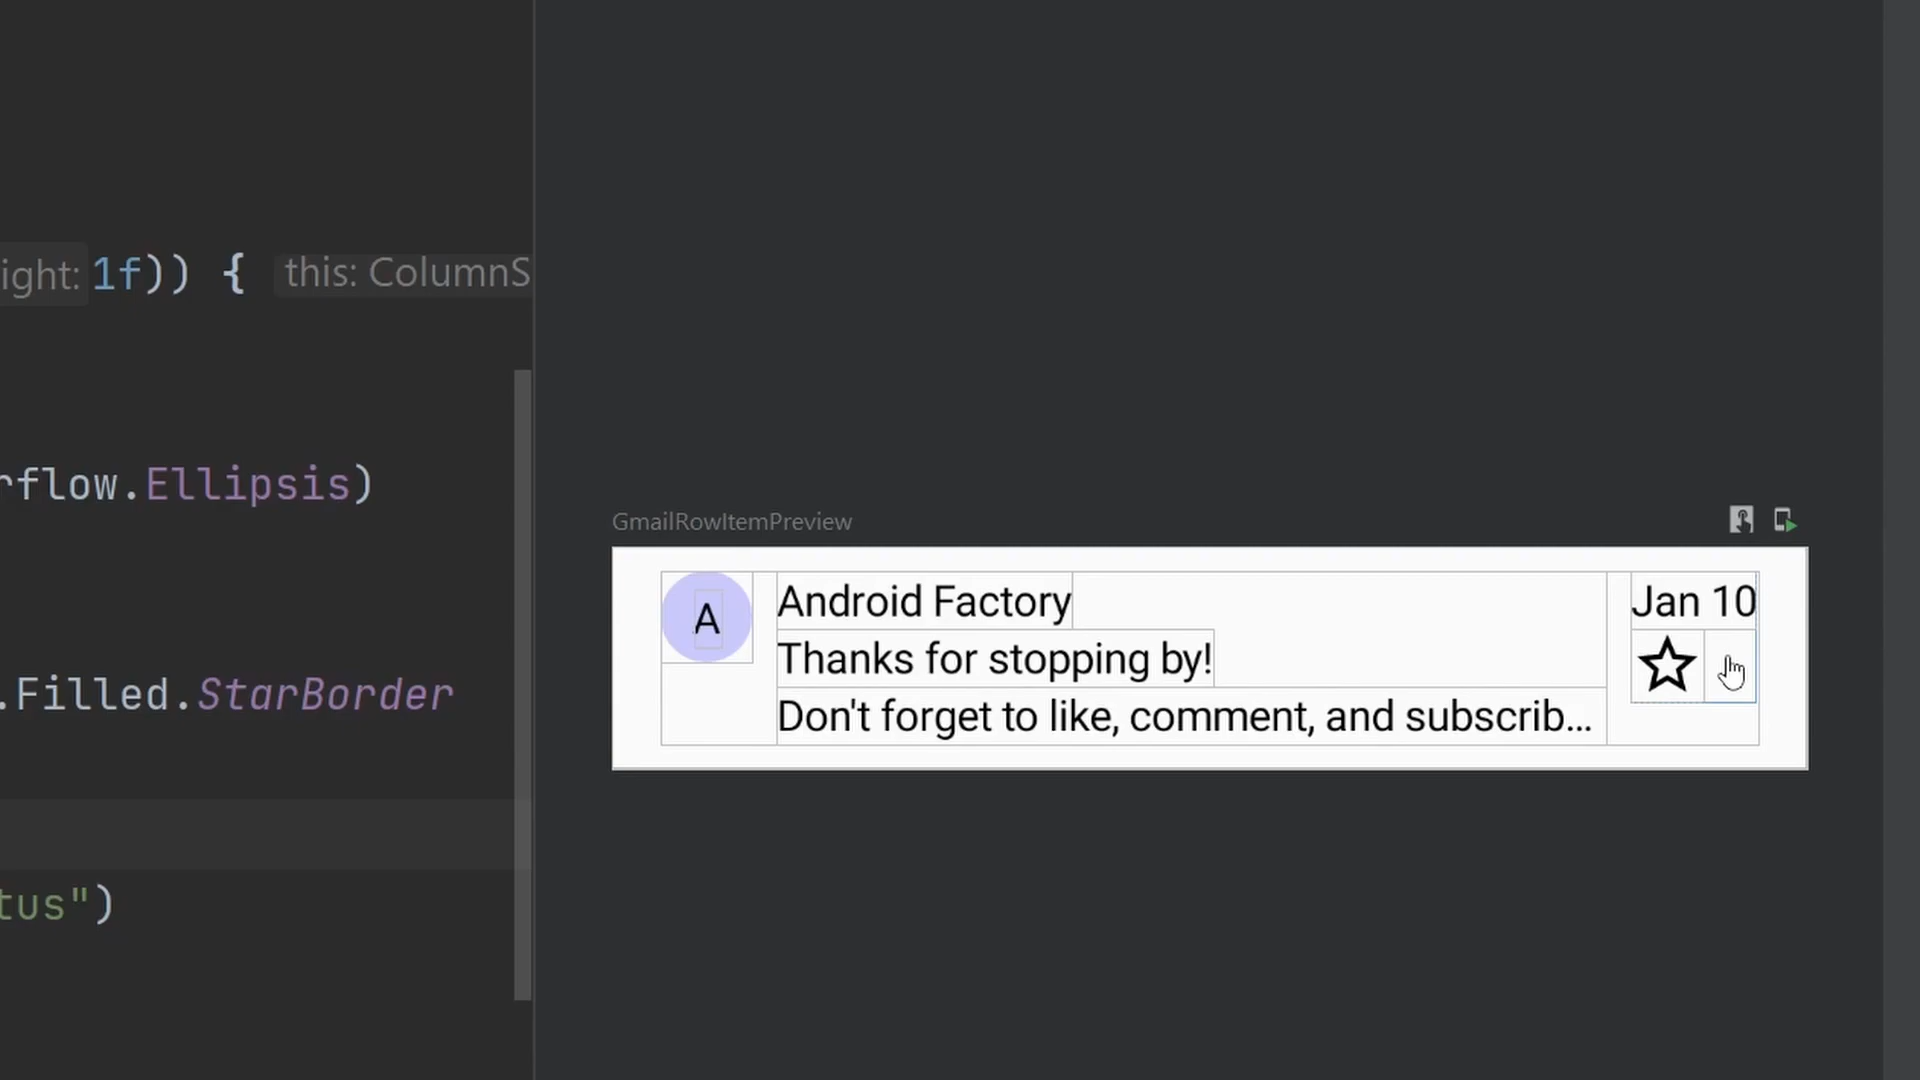 ight: 1f)) { this: ColumnS
rflow.Ellipsis)
.Filled.StarBorder
tus")
GmailRowItemPreview
A
Android Factory
Thanks for stopping by!
Don't forget to like, comment, and subscrib...
Jan 10